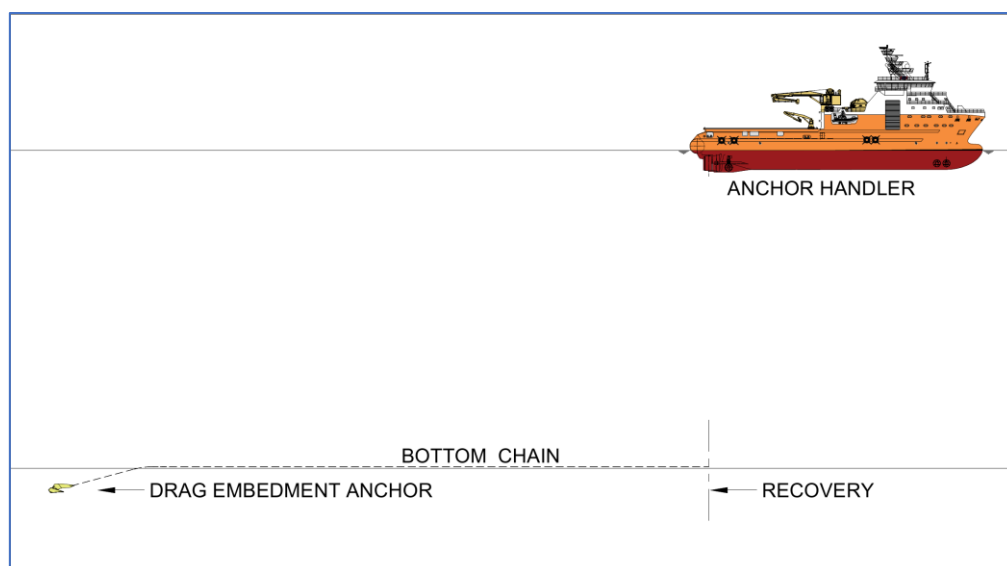 ANCHOR HANDLER
BOTTOM CHAIN
DRAG EMBEDMENT ANCHOR
RECOVERY